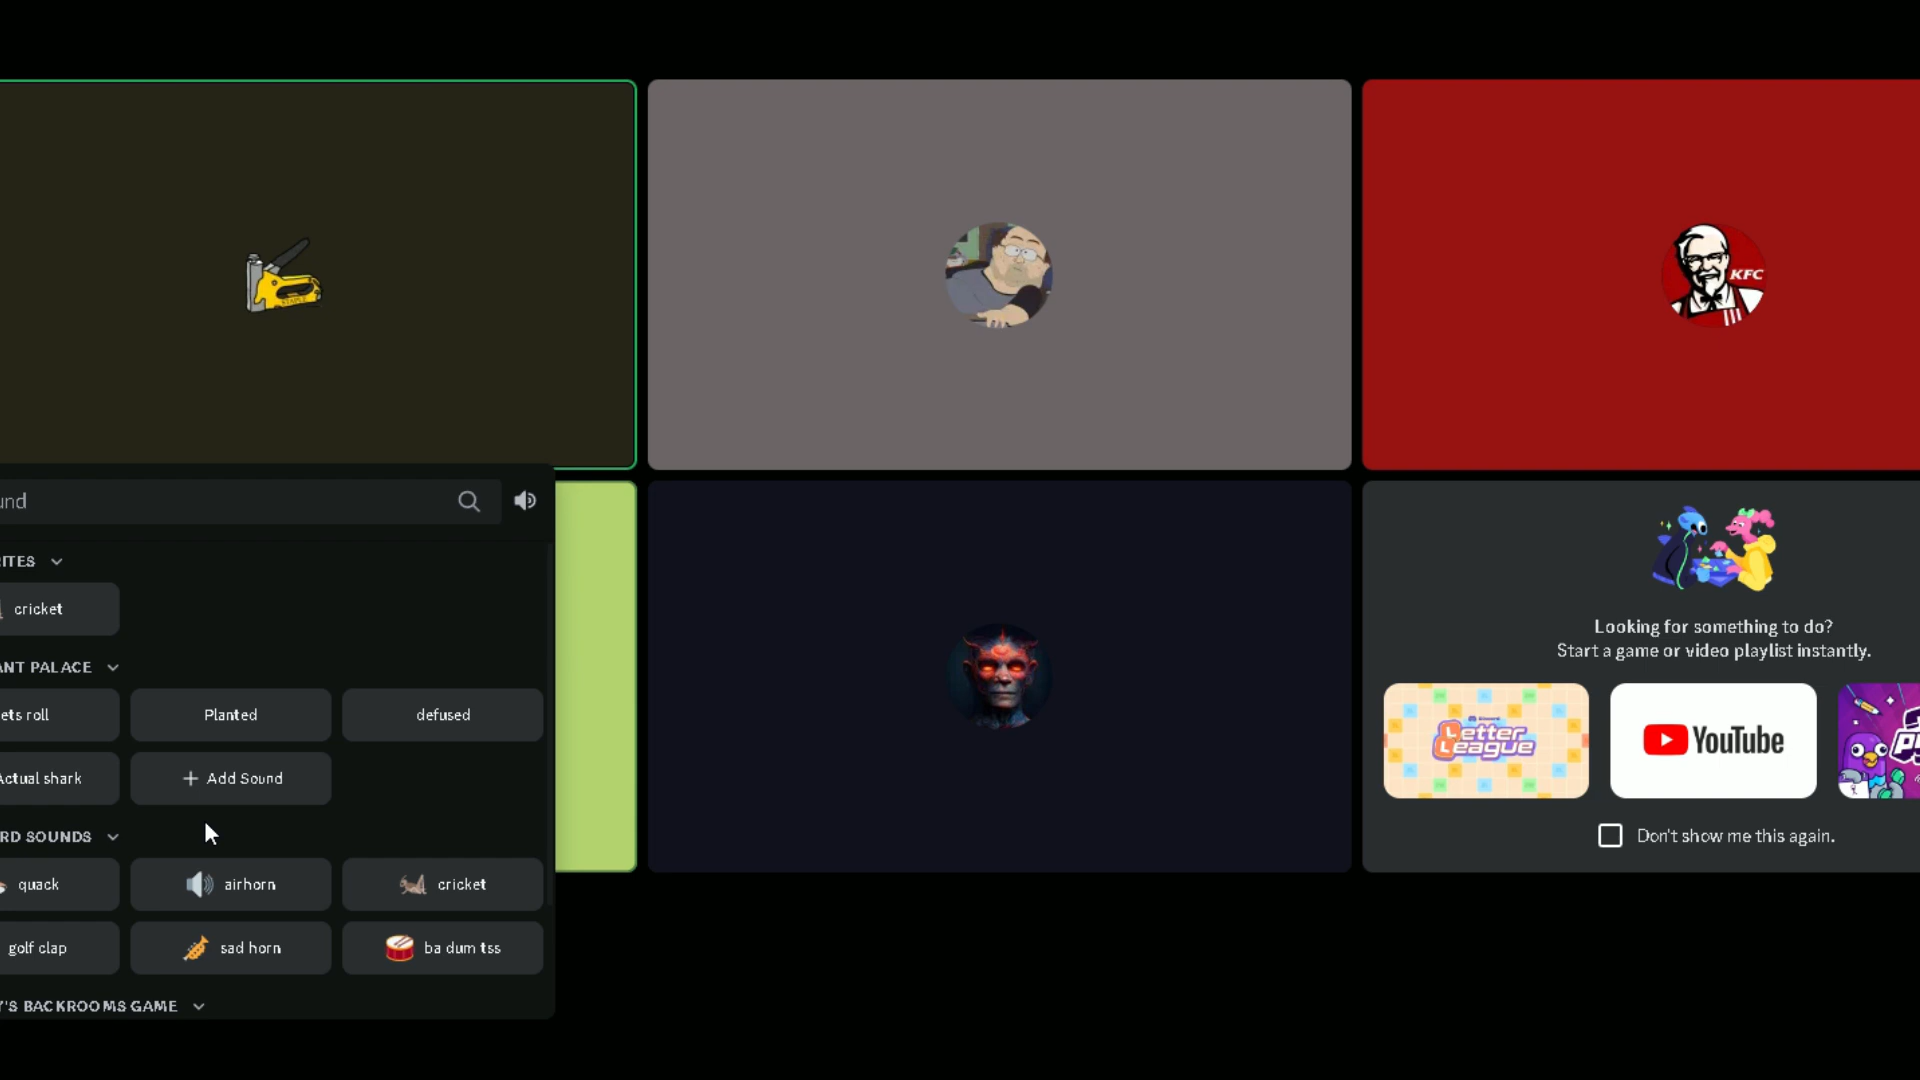 KFC
und
RITES
cricket
ANT PALACE
ets roll
Planted
defused
Actual shark
Add Sound
RD SOUNDS
quack
airhorn
cricket
golf clap
sad horn
ba dum tss
Y'S BACKROOMS GAME
Looking for something to do?
Start a game or video playlist instantly.
Letter
League
YouTube
Don't show me this again.